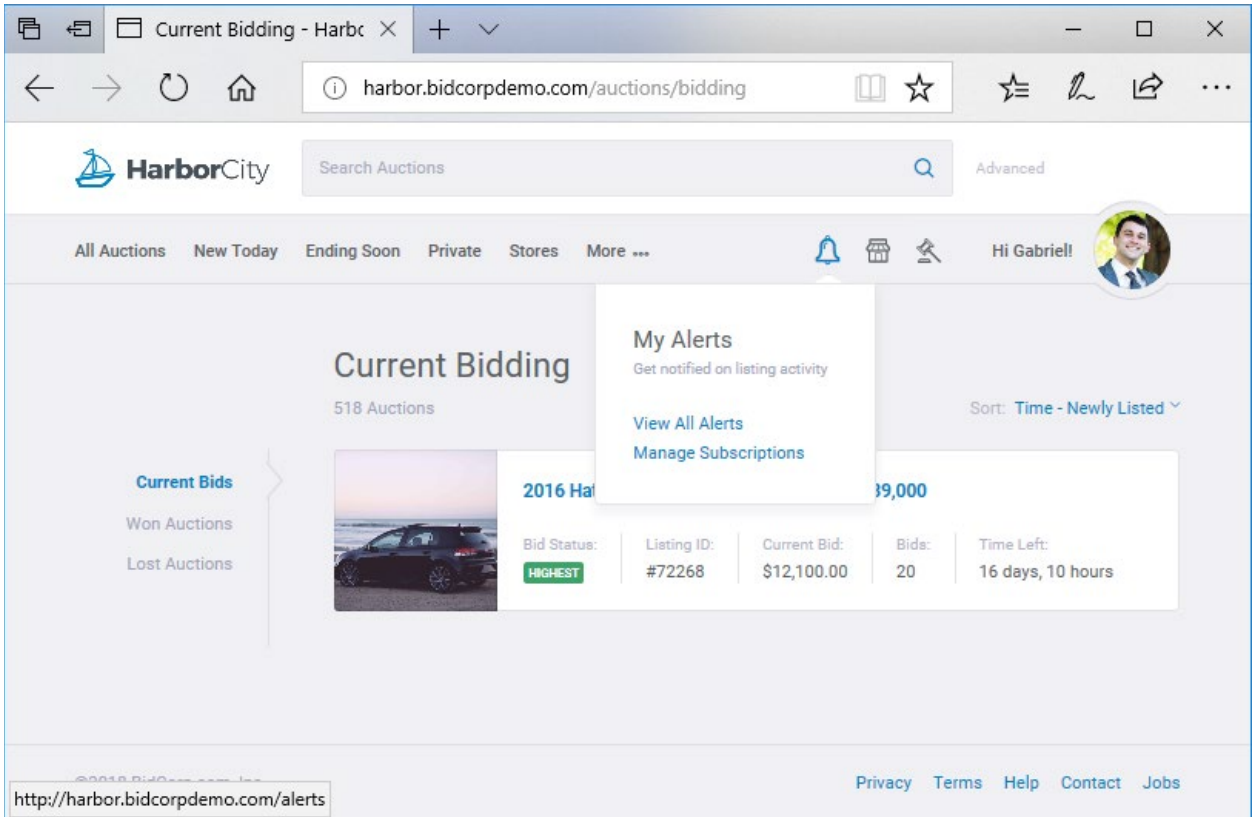 Current Bidding - Harbc
harbor.bidcorpdemo.com/auctions/bidding
HarborCity
Search Auctions
Advanced
All Auctions New Today Ending Soon Private Stores More ...
Hi Gabriel!
My Alerts
Get notified on listing activity
View All Alerts
Manage Subscriptions
Current Bidding
518 Auctions
Sort: Time - Newly Listed
Current Bids
Won Auctions
Lost Auctions
2016 Hat 39,000
Bid Status: Listing ID: Current Bid: Bids: Time Left:
HIGHEST #72268 $12,100.00 20 16 days, 10 hours
Privacy Terms Help Contact Jobs
http://harbor.bidcorpdemo.com/alerts